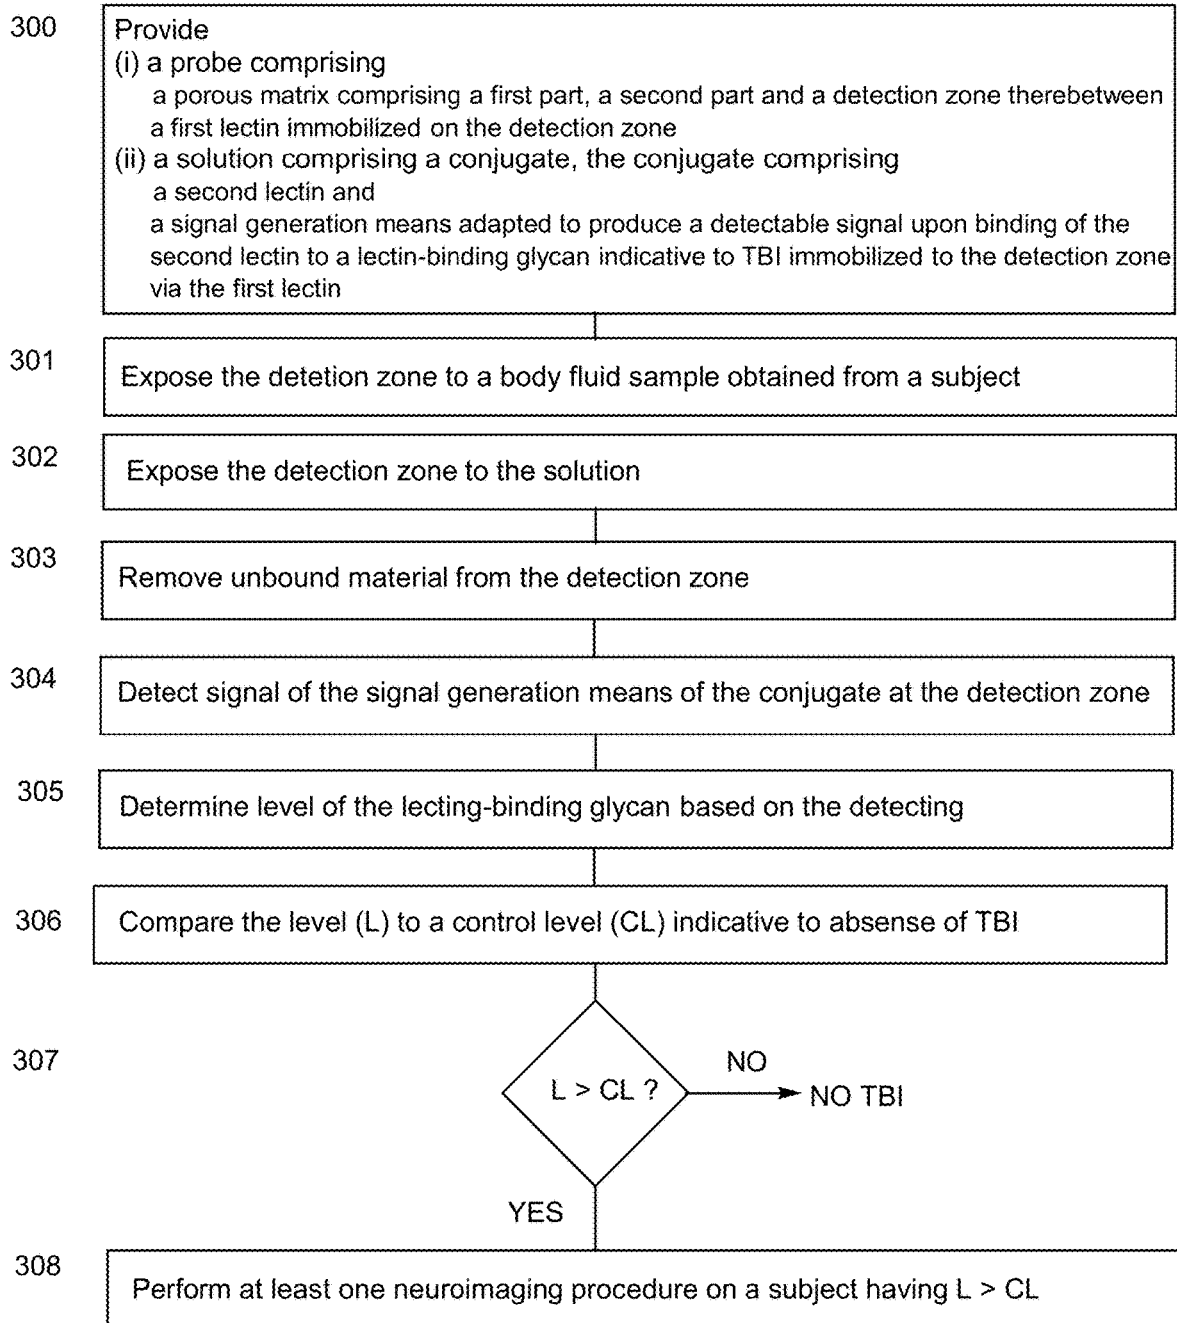 300
Provide
(i) a probe comprising
a porous matrix comprising a first part, a second part and a detection zone therebetween
a first lectin immobilized on the detection zone
(ii) a solution comprising a conjugate, the conjugate comprising
a second lectin and
a signal generation means adapted to produce a detectable signal upon binding of the
second lectin to a lectin-binding glycan indicative to TBI immobilized to the detection zone
via the first lectin
301
Expose the detetion zone to a body fluid sample obtained from a subject
302
Expose the detection zone to the solution
303
Remove unbound material from the detection zone
304
Detect signal of the signal generation means of the conjugate at the detection zone
305
Determine level of the lecting-binding glycan based on the detecting
306
Compare the level (L) to a control level (CL) indicative to absense of TBI
307
L > CL ?
NO
NO TBI
YES
308
Perform at least one neuroimaging procedure on a subject having L > CL